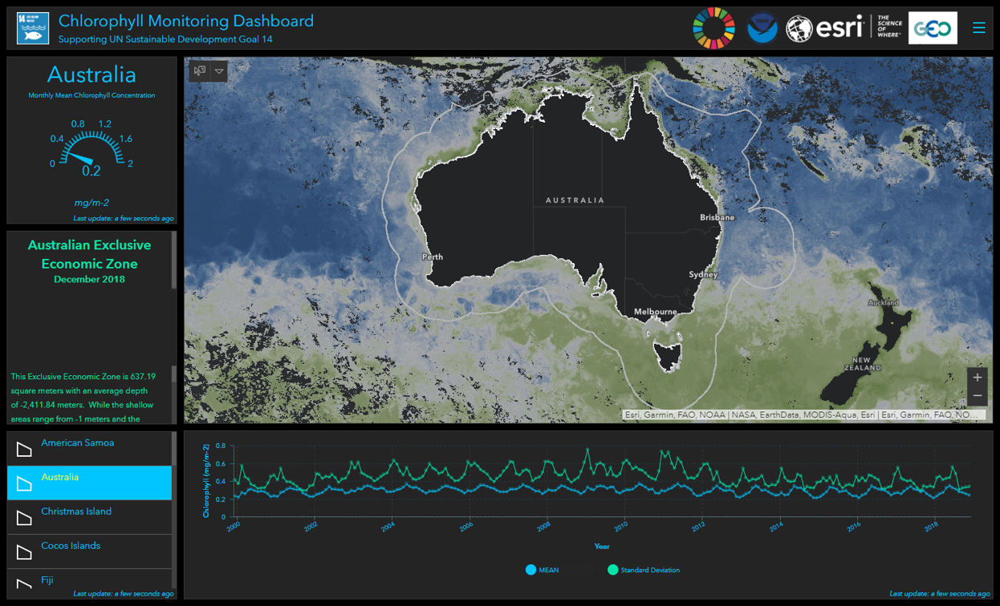 14 LIFE BELOW WATER
Chlorophyll Monitoring Dashboard
Supporting UN Sustainable Development Goal 14
esri
THE
SCIENCE
OF
WHERE®
GEO
Australia
Monthly Mean Chlorophyll Concentration
0
0.4
0.8
1.2
1.6
2
0.2
mg/m-2
Last update: a few seconds ago
Australian Exclusive
Economic Zone
December 2018
This Exclusive Economic Zone is 637.19
square meters with an average depth
of -2,411.84 meters. While the shallow
areas range from -1 meters and the
American Samoa
Australia
Christmas Island
Cocos Islands
Fiji
Last update: a few seconds ago
AUSTRALIA
Brisbane
Perth
Sydney
Melbourne
Auckland
NEW
ZEALAND
+
−
Esri, Garmin, FAO, NOAA | NASA, EarthData, MODIS-Aqua, Esri | Esri, Garmin, FAO, NO...
Chlorophyll (mg/m-2)
0.8
0.6
0.4
0.2
0
2000
2002
2004
2006
2008
2010
2012
2014
2016
2018
Year
MEAN
Standard Deviation
Last update: a few seconds ago